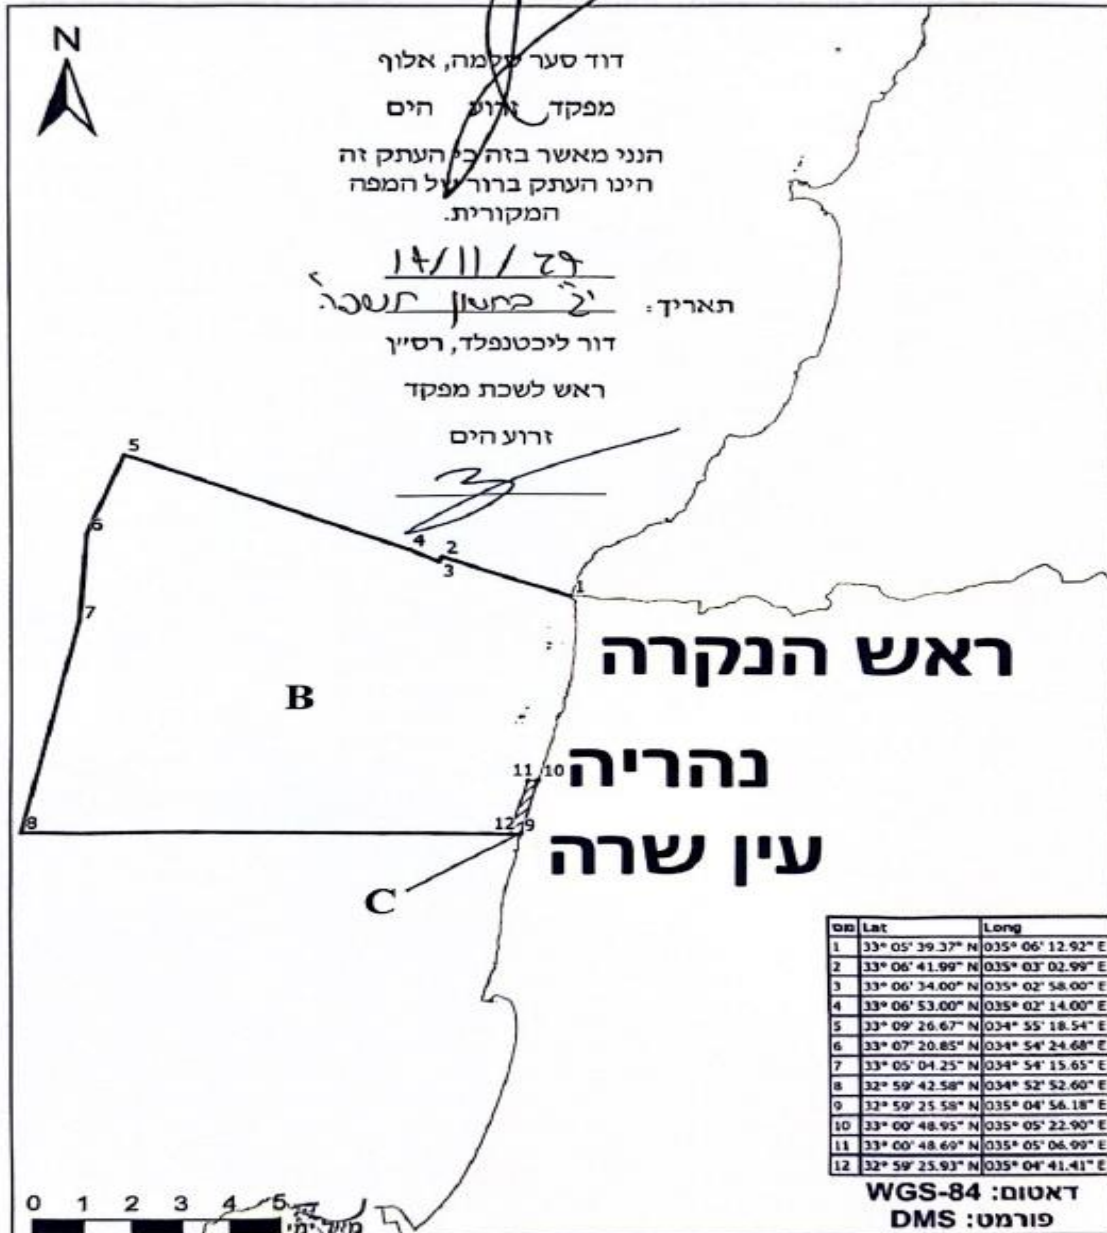 N
דוד סער סלמה, אלוף
מפקד זרוע הים
הנני מאשר בזה כי העתק זה
הינו העתק ברור של המפה
המקורית.
תאריך:
דור ליכטנפלד, רס"ן
ראש לשכת מפקד
זרוע הים
5
6
4
2
3
1
7
ראש הנקרה
B
11 10
נהריה
8
12 9
עין שרה
C
מס Lat Long
1 33° 05' 39.37" N 035° 06' 12.92" E
2 33° 06' 41.99" N 035° 03' 02.99" E
3 33° 06' 34.00" N 035° 02' 58.00" E
4 33° 06' 53.00" N 035° 02' 14.00" E
5 33° 09' 26.67" N 034° 55' 18.54" E
6 33° 07' 20.85" N 034° 54' 24.68" E
7 33° 05' 04.25" N 034° 54' 15.65" E
8 32° 59' 42.58" N 034° 52' 52.60" E
9 32° 59' 25.58" N 035° 04' 56.18" E
10 33° 00' 48.95" N 035° 05' 22.90" E
11 33° 00' 48.69" N 035° 05' 06.99" E
12 32° 59' 25.93" N 035° 04' 41.41" E
דאטום: WGS-84
פורמט: DMS
0 1 2 3 4 5